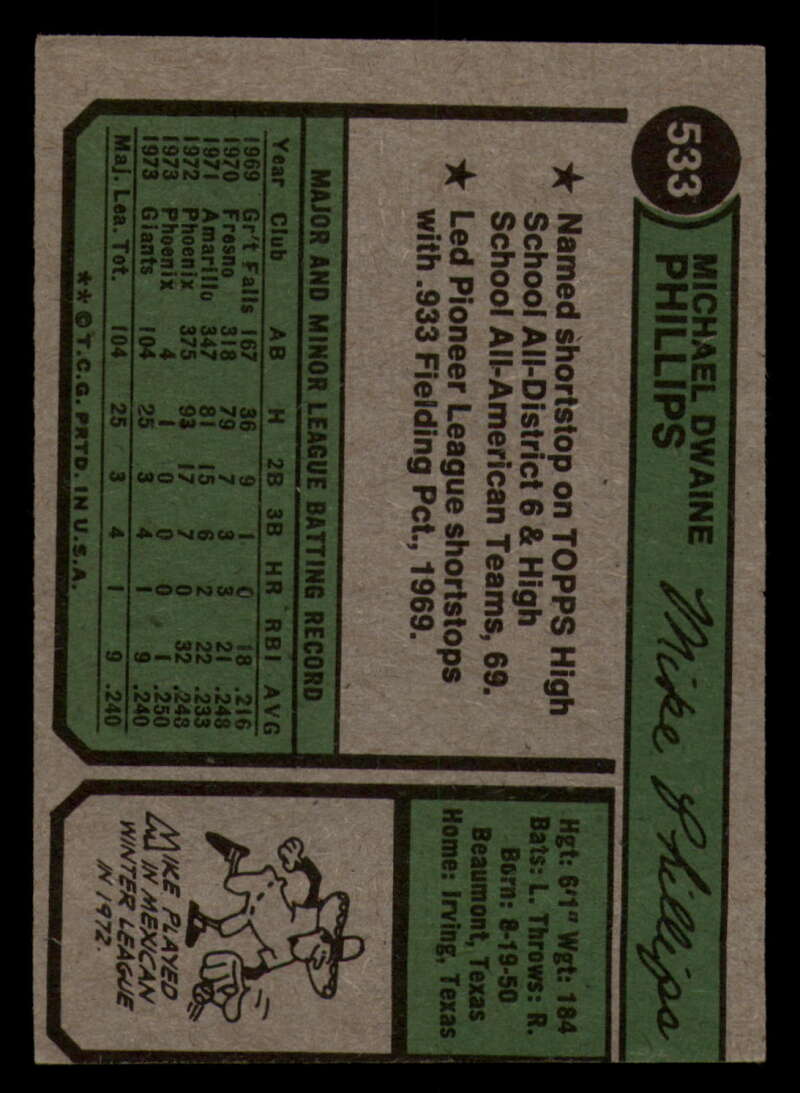 533
MICHAEL DWAINE
PHILLIPS
Mike Phillips
★ Named shortstop on TOPPS High
School All-District 6 & High
School All-American Teams, 69.
★ Led Pioneer League shortstops
with .933 Fielding Pct., 1969.
MAJOR AND MINOR LEAGUE BATTING RECORD
Year Club AB H 2B 3B HR RBI AVG
1969 Gr't Falls 167 36 9 1 0 18 .216
1970 Fresno 318 79 7 3 3 21 .248
1971 Amarillo 347 81 15 6 2 22 .233
1972 Phoenix 375 93 17 7 0 32 .248
1973 Phoenix 4 1 0 0 0 1 .250
1973 Giants 104 25 3 4 1 9 .240
Maj. Lea. Tot. 104 25 3 4 1 9 .240
**©T.C.G. PRTD. IN U.S.A.
Hgt: 6'1" Wgt: 184
Bats: L. Throws: R.
Born: 8-19-50
Beaumont, Texas
Home: Irving, Texas
MIKE PLAYED
IN MEXICAN
WINTER LEAGUE
IN 1972.